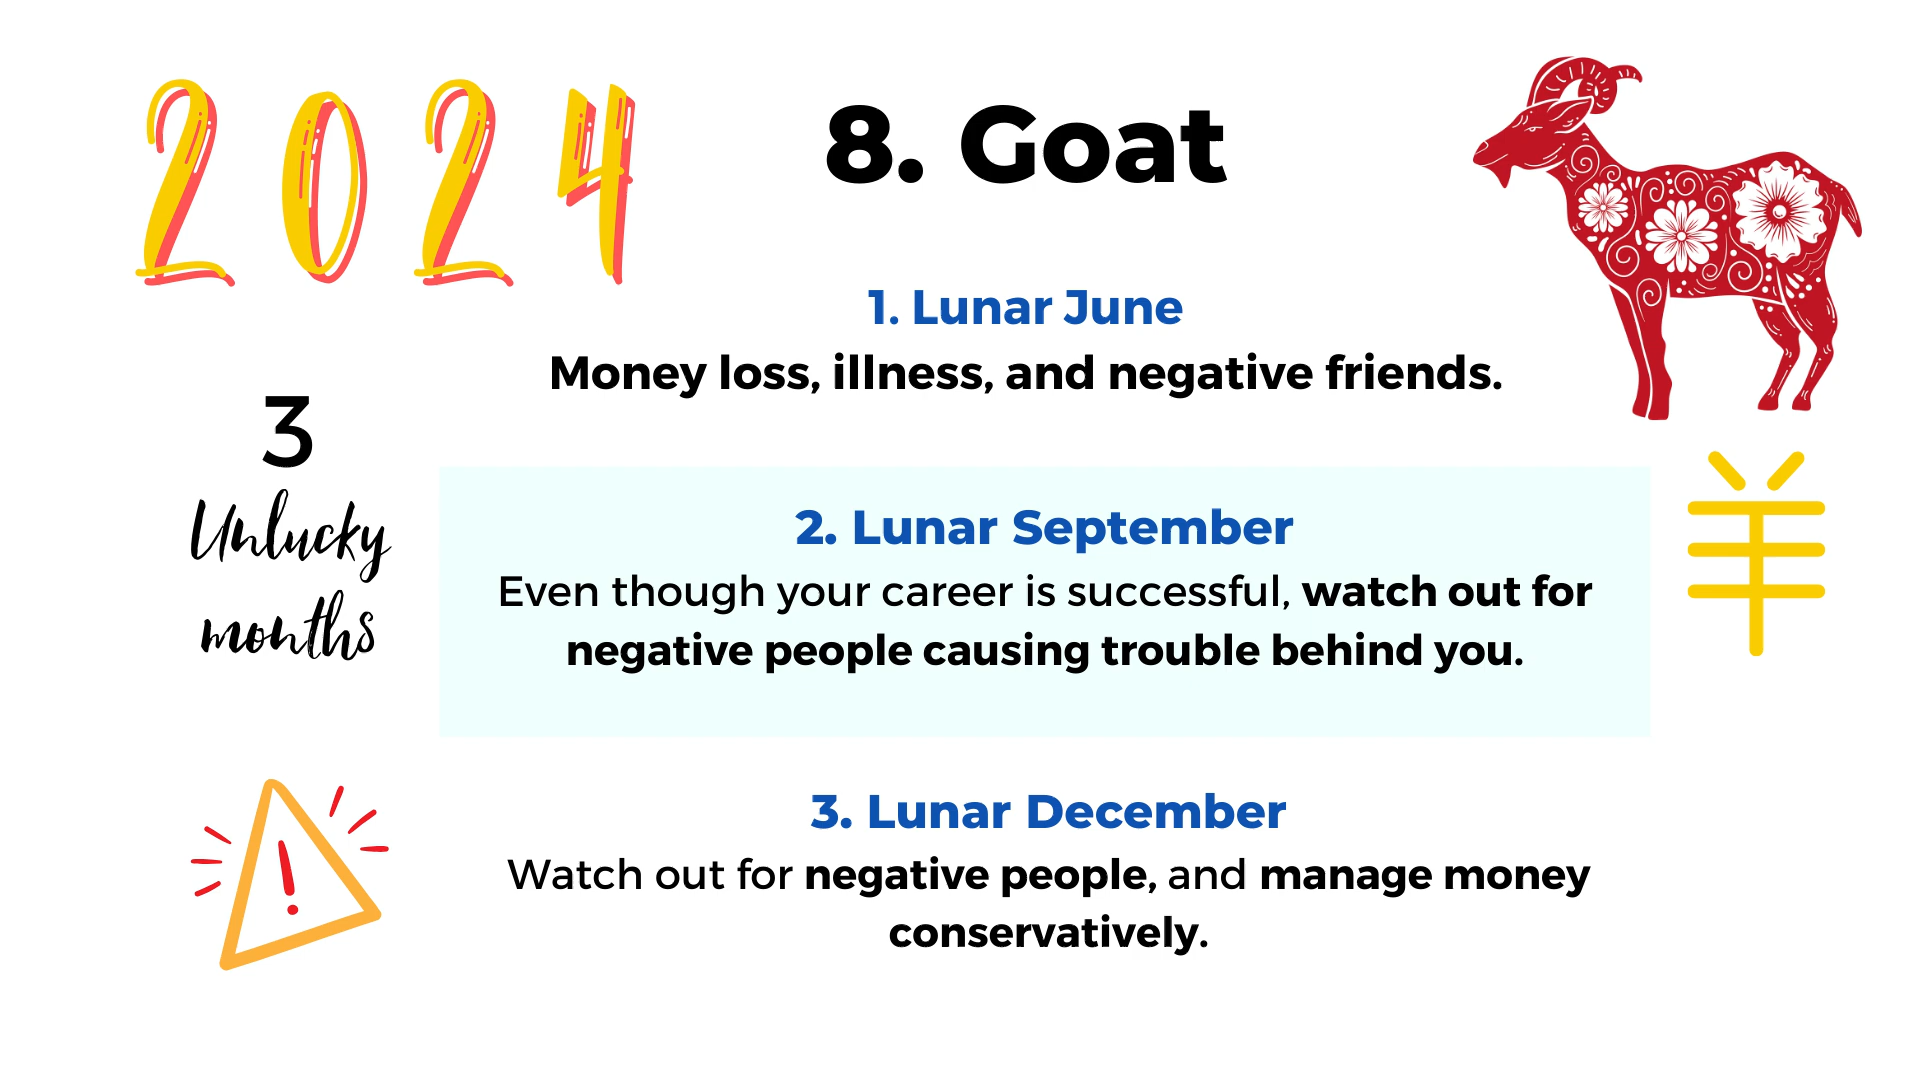 2024
8. Goat
1. Lunar June
Money loss, illness, and negative friends.
3
Unlucky
months
2. Lunar September
Even though your career is successful, watch out for
negative people causing trouble behind you.
羊
3. Lunar December
Watch out for negative people, and manage money
conservatively.